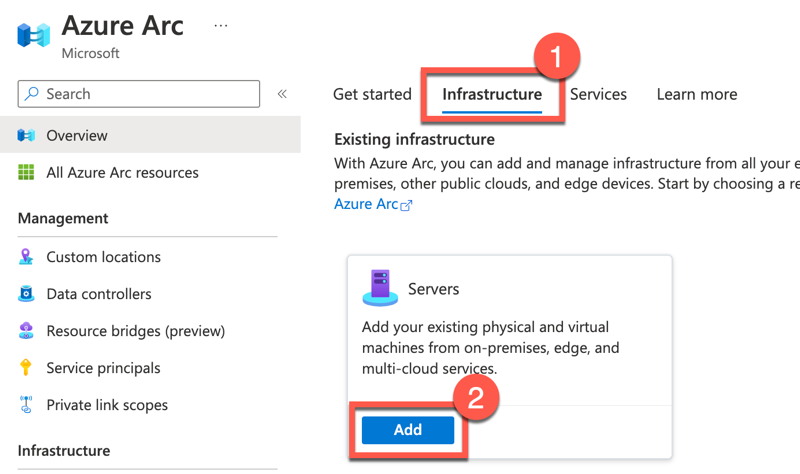 Azure Arc ...
Microsoft
Search «
Overview
All Azure Arc resources
Management
Custom locations
Data controllers
Resource bridges (preview)
Service principals
Private link scopes
Infrastructure
1
Get started Infrastructure Services Learn more
Existing infrastructure
With Azure Arc, you can add and manage infrastructure from all your
premises, other public clouds, and edge devices. Start by choosing a
Azure Arc
Servers
Add your existing physical and virtual
machines from on-premises, edge, and
multi-cloud services.
2
Add